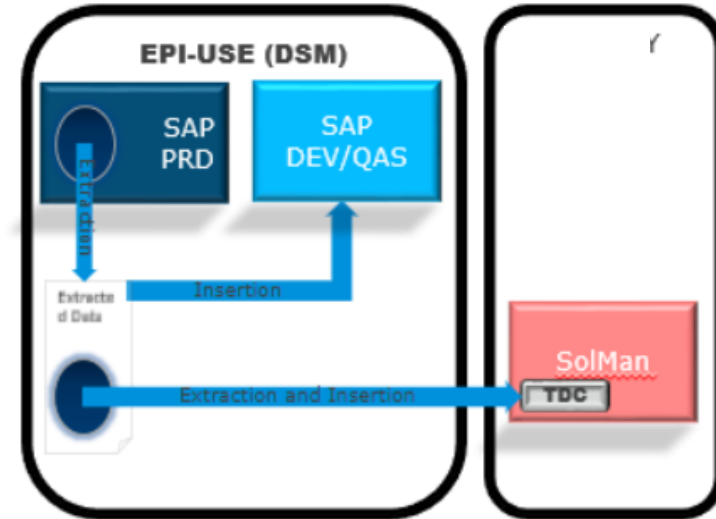 EPI-USE (DSM)
Y
SAP
PRD
SAP
DEV/QAS
Extraction
Insertion
Extracte
d Data
SolMan
Extraction and Insertion
TDC